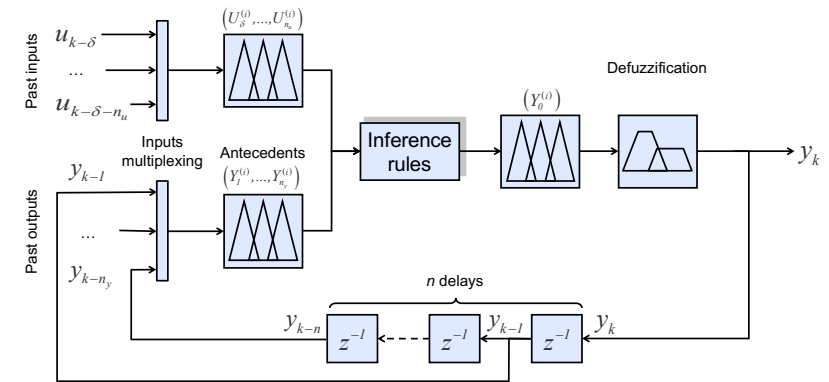 Past inputs
u_{k−δ}
...
u_{k−δ−n_u}
(U_δ^{(i)},...,U_{n_u}^{(i)})
Inputs
multiplexing
Past outputs
y_{k−1}
...
y_{k−n_y}
Antecedents
(Y_1^{(i)},...,Y_{n_y}^{(i)})
Inference
rules
(Y_0^{(i)})
Defuzzification
y_k
n delays
y_{k−n}
z^{-1}
z^{-1}
y_{k−1}
z^{-1}
y_k